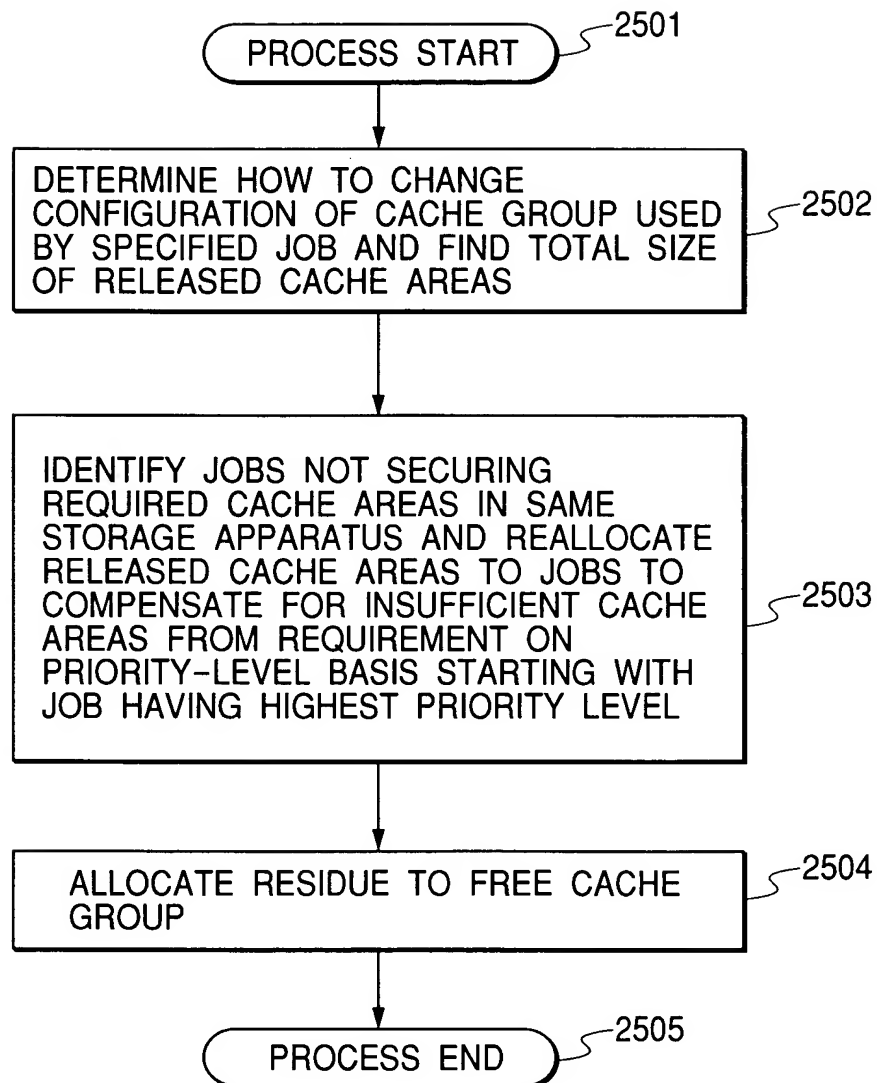 PROCESS START
2501
DETERMINE HOW TO CHANGE
CONFIGURATION OF CACHE GROUP USED
BY SPECIFIED JOB AND FIND TOTAL SIZE
OF RELEASED CACHE AREAS
2502
IDENTIFY JOBS NOT SECURING
REQUIRED CACHE AREAS IN SAME
STORAGE APPARATUS AND REALLOCATE
RELEASED CACHE AREAS TO JOBS TO
COMPENSATE FOR INSUFFICIENT CACHE
AREAS FROM REQUIREMENT ON
PRIORITY-LEVEL BASIS STARTING WITH
JOB HAVING HIGHEST PRIORITY LEVEL
2503
ALLOCATE RESIDUE TO FREE CACHE
GROUP
2504
PROCESS END
2505